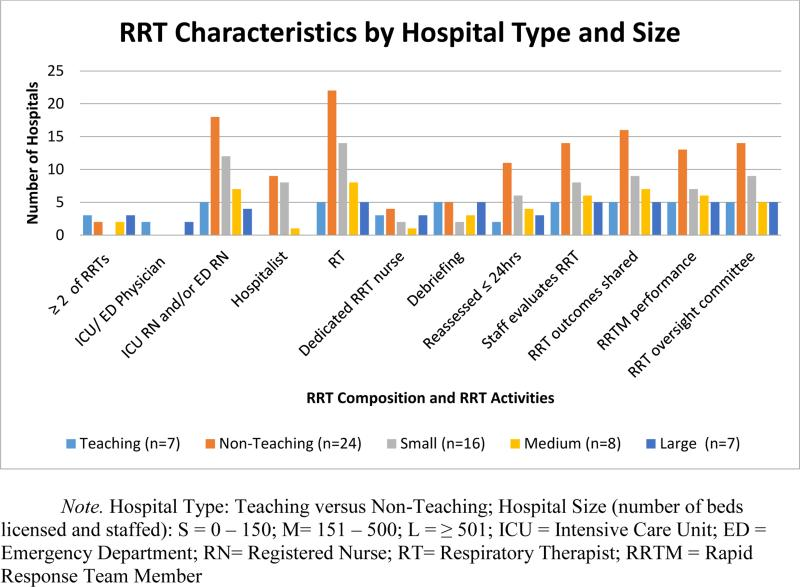 RRT Characteristics by Hospital Type and Size
Number of Hospitals
25
20
15
10
5
0
≥ 2 of RRTs
ICU/ ED Physician
ICU RN and/or ED RN
Hospitalist
RT
Dedicated RRT nurse
Debriefing
Reassessed ≤ 24hrs
Staff evaluates RRT
RRT outcomes shared
RRTM performance
RRT oversight committee
RRT Composition and RRT Activities
Teaching (n=7) Non-Teaching (n=24) Small (n=16) Medium (n=8) Large (n=7)
Note. Hospital Type: Teaching versus Non-Teaching; Hospital Size (number of beds
licensed and staffed): S = 0 – 150; M= 151 – 500; L = ≥ 501; ICU = Intensive Care Unit; ED =
Emergency Department; RN= Registered Nurse; RT= Respiratory Therapist; RRTM = Rapid
Response Team Member